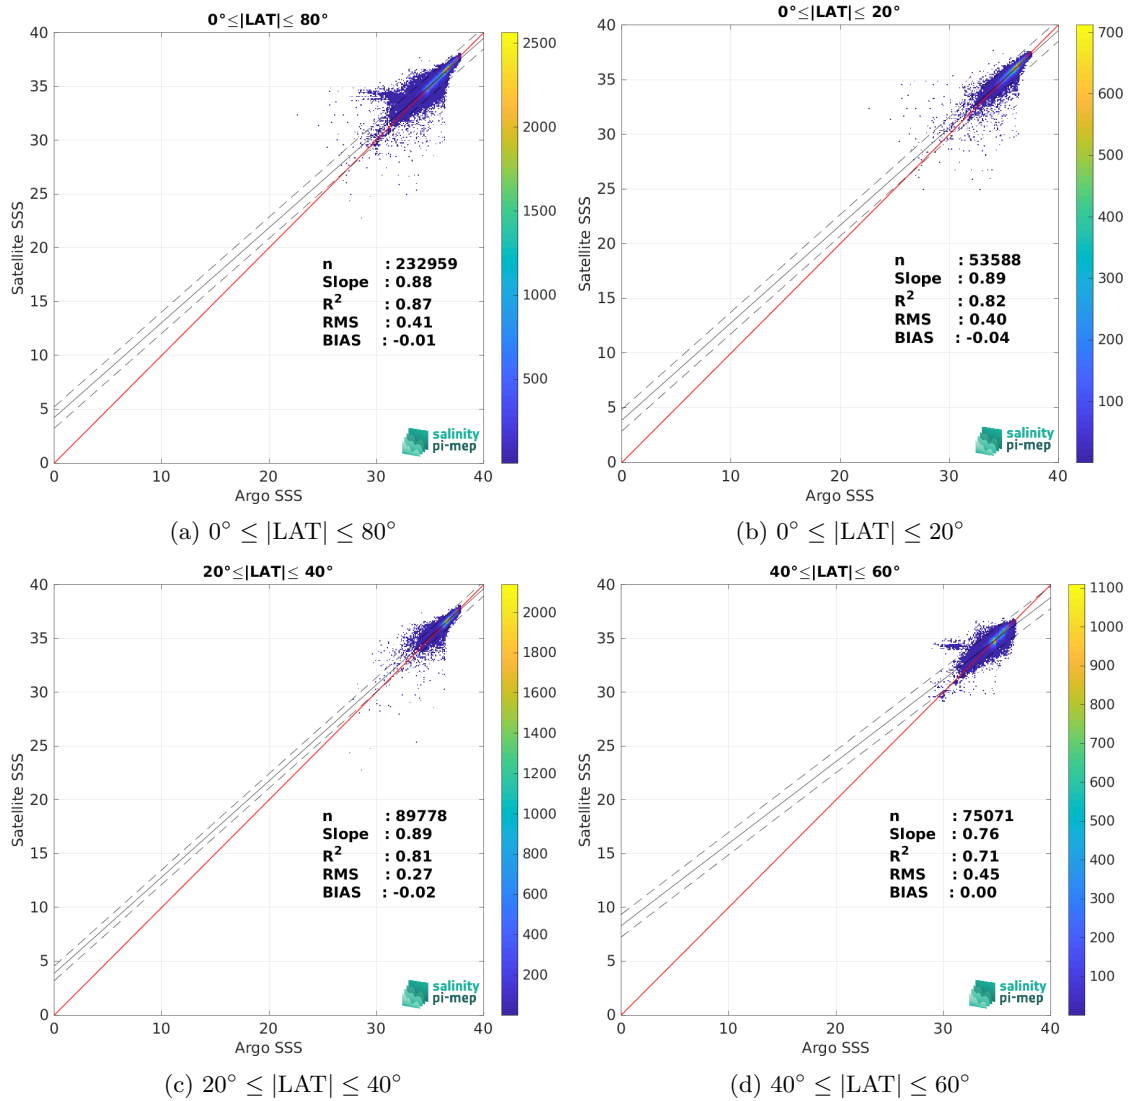 0°≤|LAT|≤ 80°
Satellite SSS
40
35
30
25
20
15
10
5
0
0
10
20
30
40
Argo SSS
n : 232959
Slope : 0.88
R² : 0.87
RMS : 0.41
BIAS : -0.01
salinity
pi-mep
2500
2000
1500
1000
500
(a) 0° ≤ |LAT| ≤ 80°
0°≤|LAT|≤ 20°
Satellite SSS
40
35
30
25
20
15
10
5
0
0
10
20
30
40
Argo SSS
n : 53588
Slope : 0.89
R² : 0.82
RMS : 0.40
BIAS : -0.04
salinity
pi-mep
700
600
500
400
300
200
100
(b) 0° ≤ |LAT| ≤ 20°
20°≤|LAT|≤ 40°
Satellite SSS
40
35
30
25
20
15
10
5
0
0
10
20
30
40
Argo SSS
n : 89778
Slope : 0.89
R² : 0.81
RMS : 0.27
BIAS : -0.02
salinity
pi-mep
2000
1800
1600
1400
1200
1000
800
600
400
200
(c) 20° ≤ |LAT| ≤ 40°
40°≤|LAT|≤ 60°
Satellite SSS
40
35
30
25
20
15
10
5
0
0
10
20
30
40
Argo SSS
n : 75071
Slope : 0.76
R² : 0.71
RMS : 0.45
BIAS : 0.00
salinity
pi-mep
1100
1000
900
800
700
600
500
400
300
200
100
(d) 40° ≤ |LAT| ≤ 60°